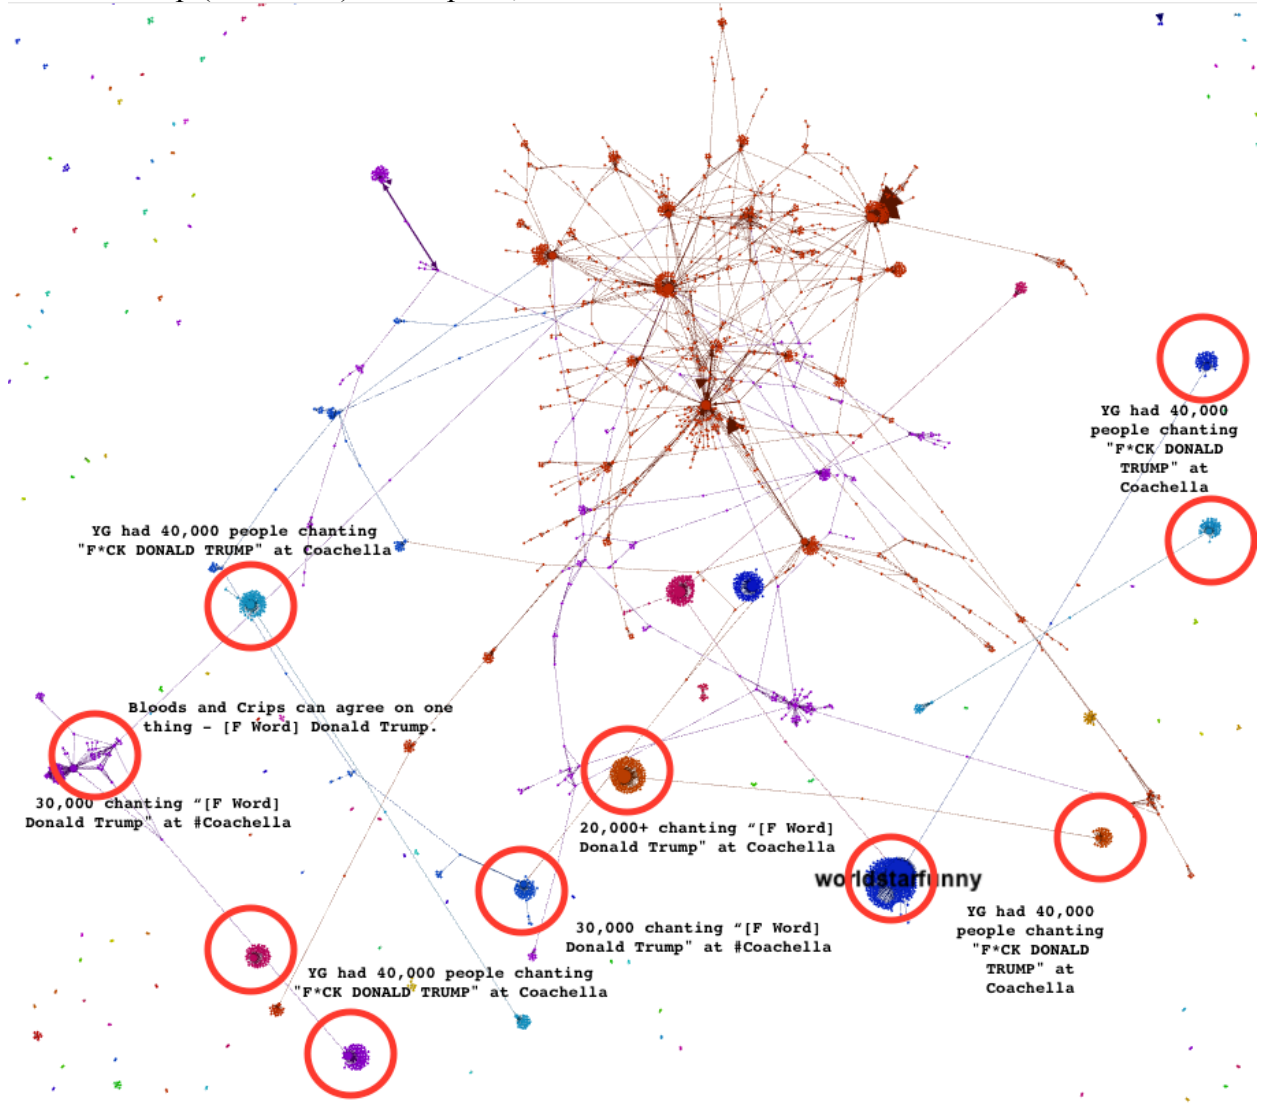 YG had 40,000
people chanting
"F*CK DONALD
TRUMP" at
Coachella
YG had 40,000 people chanting
"F*CK DONALD TRUMP" at Coachella
Bloods and Crips can agree on one
thing – [F Word] Donald Trump.
30,000 chanting “[F Word]
Donald Trump" at #Coachella
20,000+ chanting “[F Word]
Donald Trump" at Coachella
worldstarfunny
30,000 chanting “[F Word]
Donald Trump" at #Coachella
YG had 40,000
people chanting
"F*CK DONALD
TRUMP" at
Coachella
YG had 40,000 people chanting
"F*CK DONALD TRUMP" at Coachella